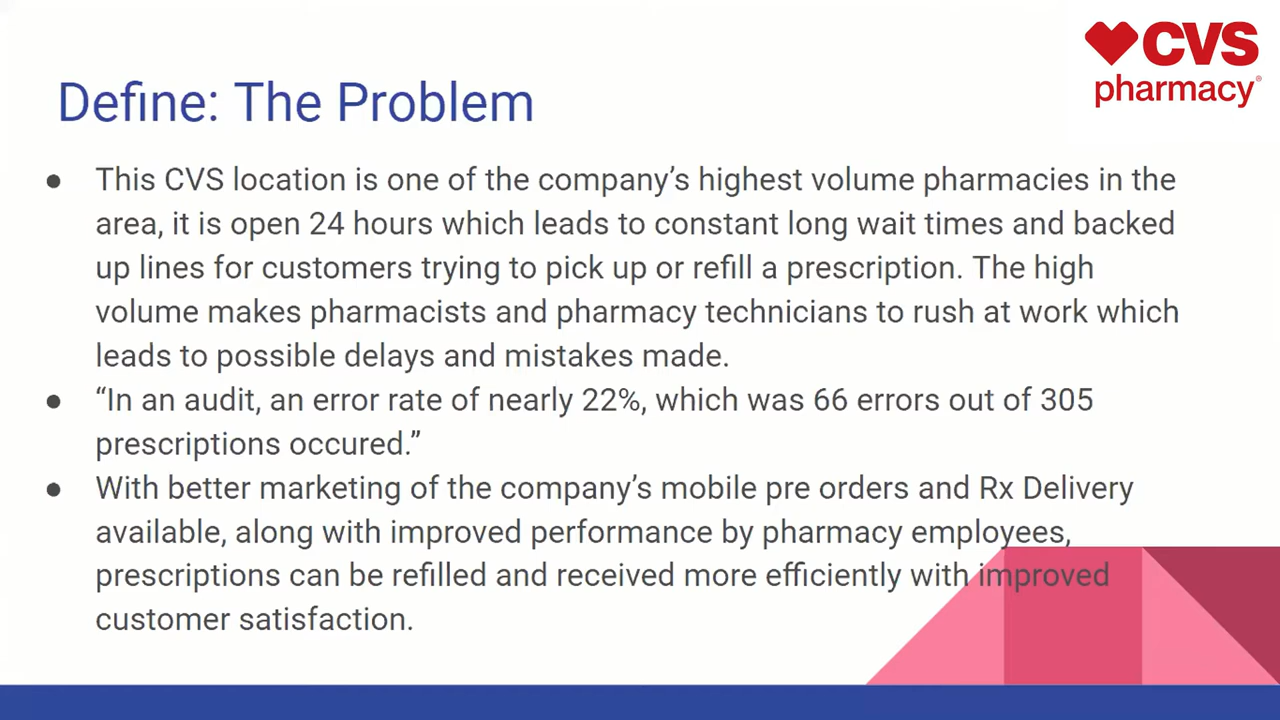 CVS
pharmacy®
Define: The Problem
● This CVS location is one of the company’s highest volume pharmacies in the
area, it is open 24 hours which leads to constant long wait times and backed
up lines for customers trying to pick up or refill a prescription. The high
volume makes pharmacists and pharmacy technicians to rush at work which
leads to possible delays and mistakes made.
● “In an audit, an error rate of nearly 22%, which was 66 errors out of 305
prescriptions occured.”
● With better marketing of the company’s mobile pre orders and Rx Delivery
available, along with improved performance by pharmacy employees,
prescriptions can be refilled and received more efficiently with improved
customer satisfaction.